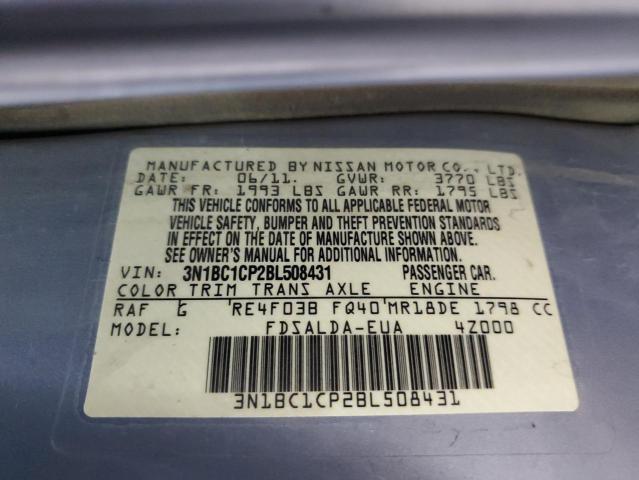 MANUFACTURED BY NISSAN MOTOR CO., LTD.
DATE: 06/11. GVWR: 3770 LBS
GAWR FR: 1993 LBS GAWR RR: 1795 LBS
THIS VEHICLE CONFORMS TO ALL APPLICABLE FEDERAL MOTOR
VEHICLE SAFETY, BUMPER AND THEFT PREVENTION STANDARDS
IN EFFECT ON THE DATE OF MANUFACTURE SHOWN ABOVE.
SEE OWNER'S MANUAL FOR ADDITIONAL INFORMATION.
VIN: 3N1BC1CP2BL508431 PASSENGER CAR.
COLOR TRIM TRANS AXLE ENGINE
RAF G RE4F03B FQ40 MR18DE 1798 CC
MODEL: FDSALDA-EUA 4Z000
3N1BC1CP2BL508431